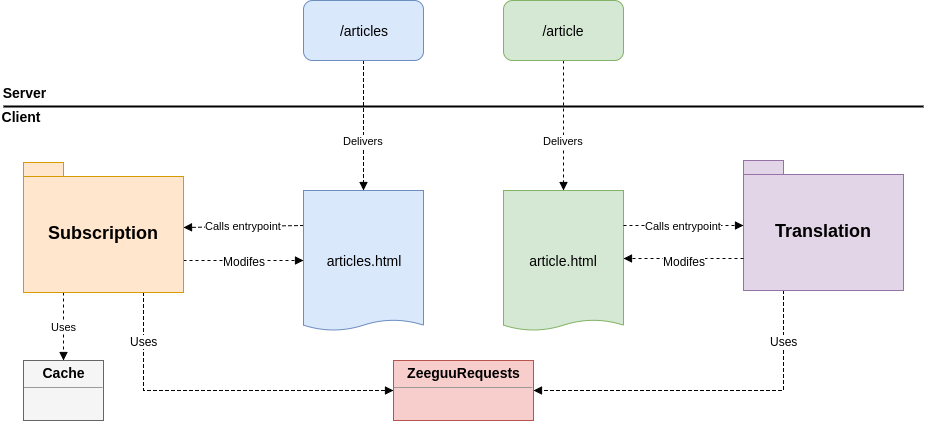 /articles
/article
Server
Client
Delivers
Delivers
Subscription
Calls entrypoint
Modifes
articles.html
article.html
Calls entrypoint
Modifes
Translation
Uses
Uses
Uses
Cache
ZeeguuRequests